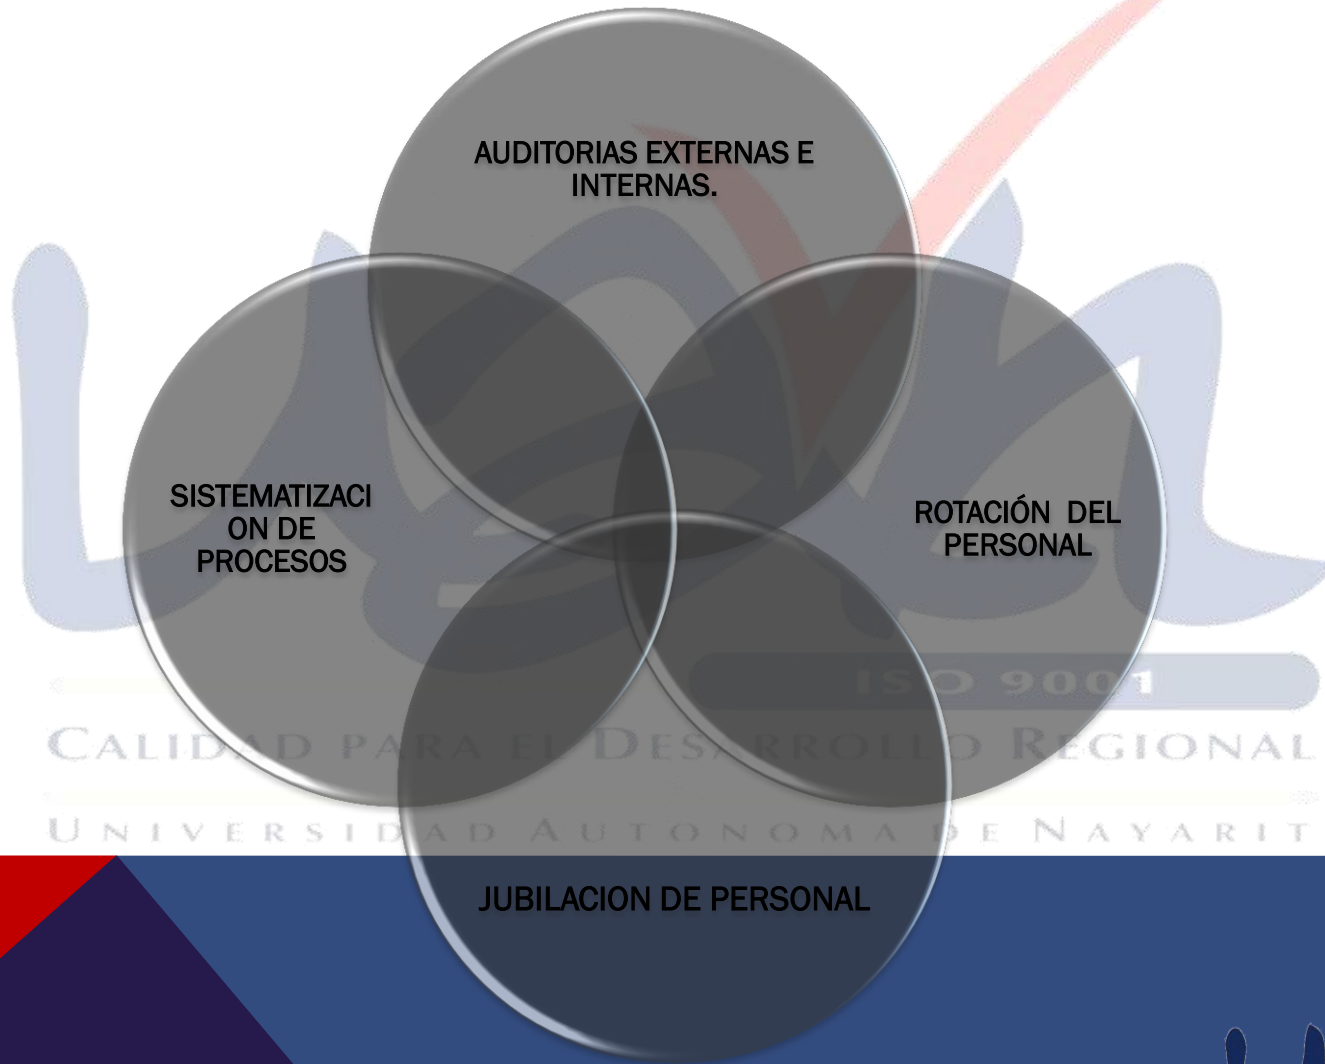 AUDITORIAS EXTERNAS E
INTERNAS.
SISTEMATIZACI
ON DE
PROCESOS
ROTACIÓN  DEL
PERSONAL
ISO 9001
CALIDAD PARA EL DESARROLLO REGIONAL
UNIVERSIDAD AUTONOMA DE NAYARIT
JUBILACION DE PERSONAL